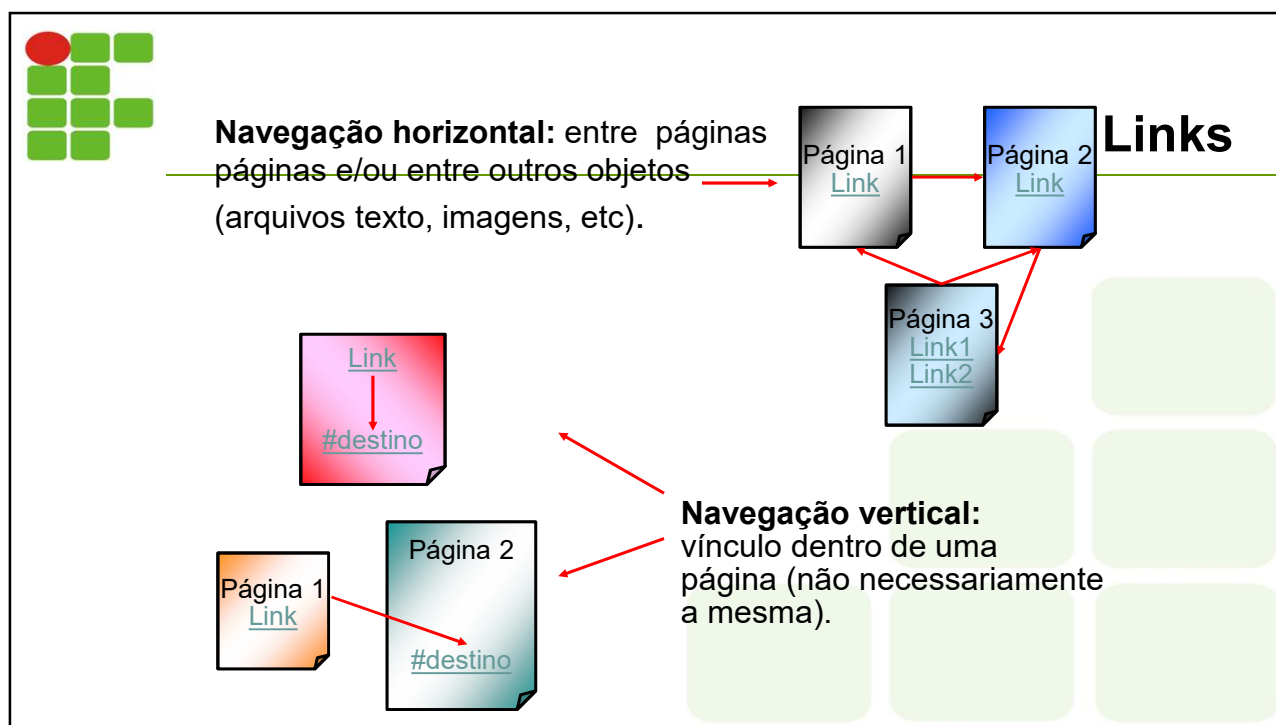 Links
Navegação horizontal: entre  páginas
páginas e/ou entre outros objetos
(arquivos texto, imagens, etc).
Página 1
Link
Página 2
Link
Página 3
Link1
Link2
Link
#destino
Navegação vertical:
vínculo dentro de uma
página (não necessariamente
a mesma).
Página 1
Link
Página 2
#destino